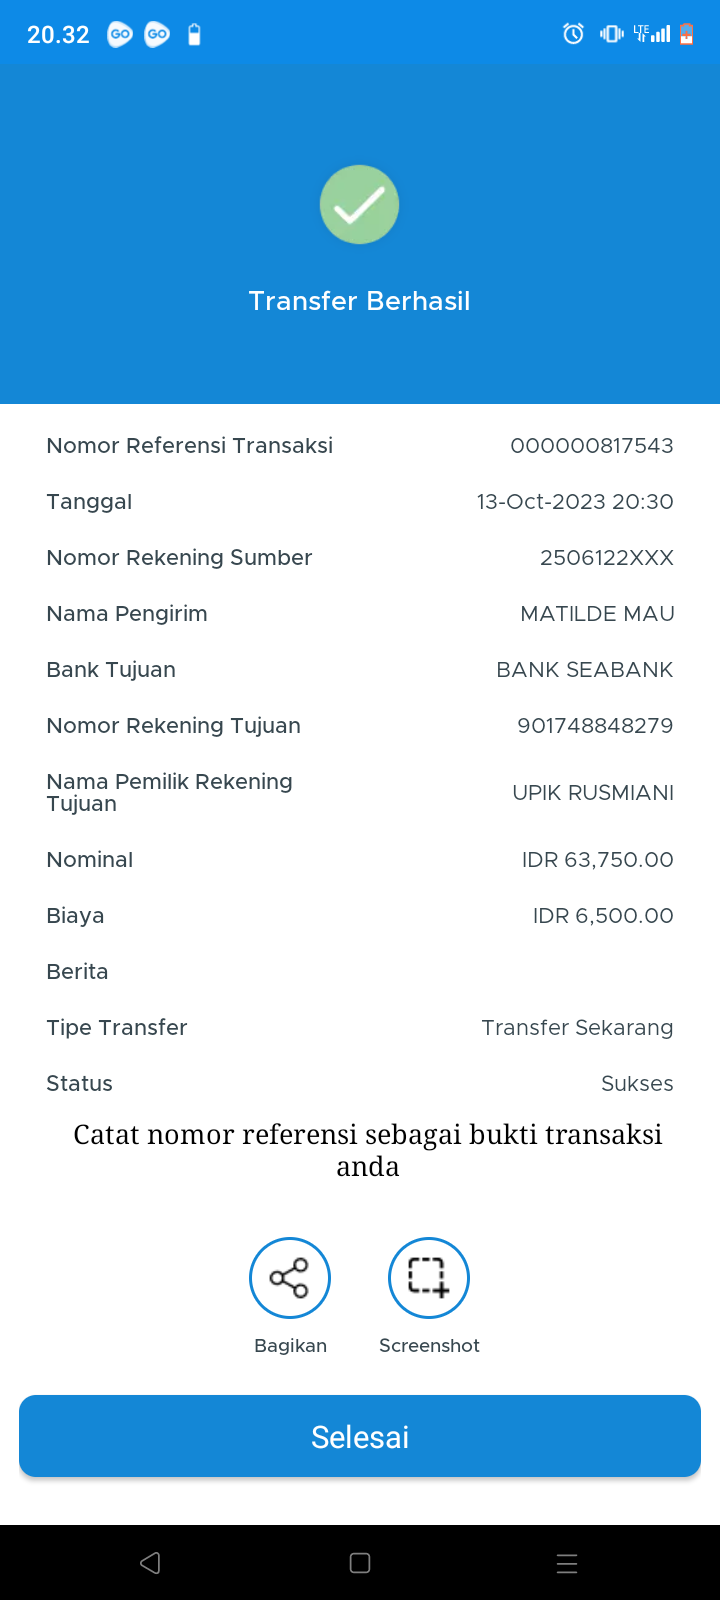 20.32 GO GO LTE
Transfer Berhasil
Nomor Referensi Transaksi 000000817543
Tanggal 13-Oct-2023 20:30
Nomor Rekening Sumber 2506122XXX
Nama Pengirim MATILDE MAU
Bank Tujuan BANK SEABANK
Nomor Rekening Tujuan 901748848279
Nama Pemilik Rekening
Tujuan UPIK RUSMIANI
Nominal IDR 63,750.00
Biaya IDR 6,500.00
Berita
Tipe Transfer Transfer Sekarang
Status Sukses
Catat nomor referensi sebagai bukti transaksi
anda
Bagikan Screenshot
Selesai